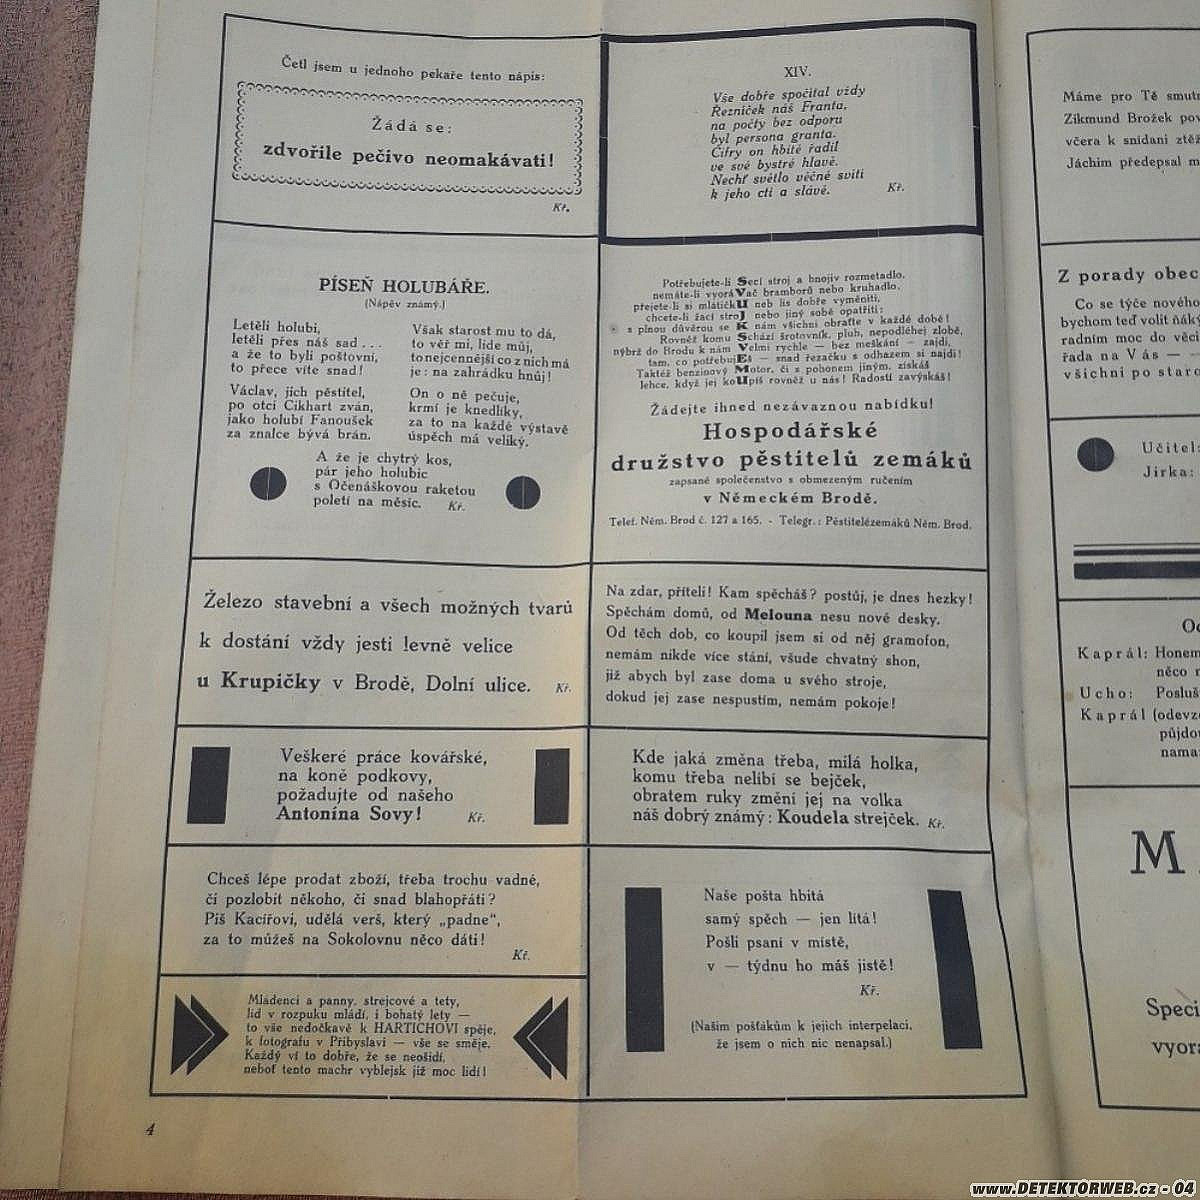 Četl jsem u jednoho pekaře tento nápis:
Žádá se:
zdvořile pečivo neomakávati!
Kř.
PÍSEŇ HOLUBÁŘE.
(Nápěv známý.)
Letěli holubi,
letěli přes náš sad...
a že to byli poštovní,
to přece víte snad!
Václav, jich pěstitel,
po otci Cikhart zván,
jako holubí Fanoušek
za znalce bývá brán.
Však starost mu to dá,
to věř mi, lide můj,
to nejcennější co z nich má
je: na zahrádku hnůj!
On o ně pečuje,
krmí je knedlíky,
za to na každé výstavě
úspěch má veliký.
A že je chytrý kos,
pár jeho holubic
s Očenáškovou raketou
poletí na měsíc. Kř.
Železo stavební a všech možných tvarů
k dostání vždy jesti levně velice
u Krupičky v Brodě, Dolní ulice. Kř.
Veškeré práce kovářské,
na koně podkovy,
požadujte od našeho
Antonína Sovy! Kř.
Chceš lépe prodat zboží, třeba trochu vadné,
či pozlobit někoho, či snad blahopřáti?
Piš Kacířovi, udělá verš, který „padne“,
za to můžeš na Sokolovnu něco dáti!
Kř.
Mládenci a panny, strejcové a tety,
lid v rozpuku mládí, i bohatý lety —
to vše nedočkavě k HARTICHOVI spěje,
k fotografu v Přibyslavi — vše se směje.
Každý ví to dobře, že se neošidí,
neboť tento machr vyblejsk již moc lidí!
4
XIV.
Vše dobře spočítal vždy
Řezníček náš Franta,
na počty bez odporu
byl persona granta.
Cifry on hbitě řadil
ve své bystré hlavě.
Nechť světlo věčné svítí
k jeho cti a slávě. Kř.
Potřebujete-li Secí stroj a hnojiv rozmetadlo,
nemáte-li vyoráVač bramborů nebo kruhadlo,
přejete-li si mlátičkU neb lis dobře vyměniti,
chcete-li žací stroJ nebo jiný sobě opatřiti:
s plnou důvěrou se K nám všichni obraťte v každé době!
Rovněž komu Schází šrotovník, pluh, nepodléhej zlobě,
nýbrž do Brodu k nám Velmi rychle — bez meškání — zajdi,
tam, co potřebujEš — snad řezačku s odhazem si najdi!
Taktéž benzinový Motor, či s pohonem jiným, získáš
lehce, když jej koUpíš rovněž u nás! Radostí zavýskáš!
Žádejte ihned nezávaznou nabídku!
Hospodářské
družstvo pěstitelů zemáků
zapsané společenstvo s obmezeným ručením
v Německém Brodě.
Telef. Něm. Brod č. 127 a 165. - Telegr.: Pěstitelézemáků Něm. Brod.
Na zdar, příteli! Kam spěcháš? postůj, je dnes hezky!
Spěchám domů, od Melouna nesu nové desky.
Od těch dob, co koupil jsem si od něj gramofon,
nemám nikde více stání, všude chvatný shon,
již abych byl zase doma u svého stroje,
dokud jej zase nespustím, nemám pokoje!
Kde jaká změna třeba, milá holka,
komu třeba nelíbí se bejček,
obratem ruky změní jej na volka
náš dobrý známý: Koudela strejček. Kř.
Naše pošta hbitá
samý spěch — jen lítá!
Pošli psaní v místě,
v — týdnu ho máš jistě!
Kř.
(Našim pošťákům k jejich interpelaci,
že jsem o nich nic nenapsal.)
Máme pro Tě smutn
Zikmund Brožek pov
včera k snídani ztěž
Jáchim předepsal m
Z porady obec
Co se týče nového
bychom teď volit ňák
radním moc do věci
řada na Vás —
všichni po staro
Učitel:
Jirka:
Od
Kaprál: Honem
něco n
Ucho: Posluš
Kaprál (odevze
půjdou
namaz
M
Speci
vyora
www.DETEKTORWEB.cz - 04